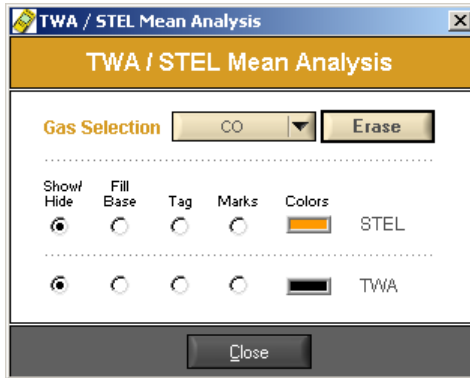 TWA / STEL Mean Analysis
TWA / STEL Mean Analysis
Gas Selection CO Erase
Show/ Fill
Hide Base Tag Marks Colors
STEL
TWA
Close